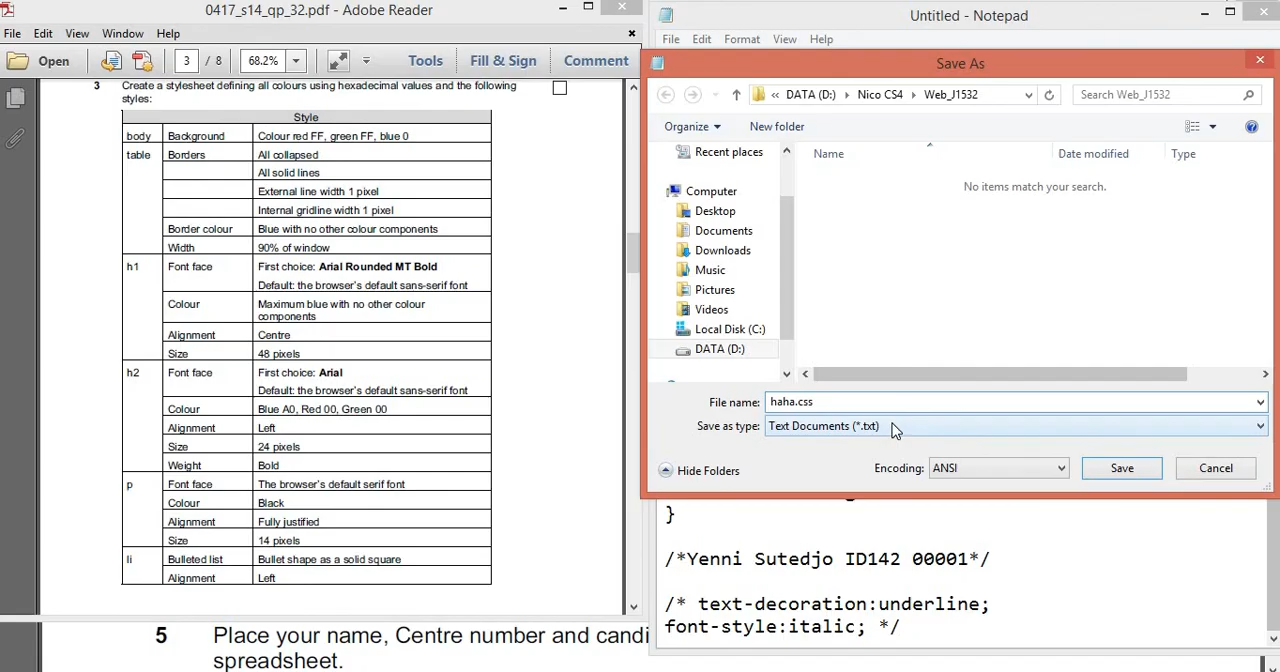 0417_s14_qp_32.pdf - Adobe Reader
File Edit View Window Help
Open 3 / 8 68.2% Tools Fill & Sign Comment
3 Create a stylesheet defining all colours using hexadecimal values and the following
styles:
Style
body Background Colour red FF, green FF, blue 0
table Borders All collapsed
All solid lines
External line width 1 pixel
Internal gridline width 1 pixel
Border colour Blue with no other colour components
Width 90% of window
h1 Font face First choice: Arial Rounded MT Bold
Default: the browser's default sans-serif font
Colour Maximum blue with no other colour
components
Alignment Centre
Size 48 pixels
h2 Font face First choice: Arial
Default: the browser's default sans-serif font
Colour Blue A0, Red 00, Green 00
Alignment Left
Size 24 pixels
Weight Bold
p Font face The browser's default serif font
Colour Black
Alignment Fully justified
Size 14 pixels
li Bulleted list Bullet shape as a solid square
Alignment Left
5 Place your name, Centre number and candi
spreadsheet.
Untitled - Notepad
File Edit Format View Help
Save As
« DATA (D:) Nico CS4 Web_J1532 Search Web_J1532
Organize New folder
Recent places
Computer
Desktop
Documents
Downloads
Music
Pictures
Videos
Local Disk (C:)
DATA (D:)
Name Date modified Type
No items match your search.
File name: haha.css
Save as type: Text Documents (*.txt)
Hide Folders Encoding: ANSI Save Cancel
}
/*Yenni Sutedjo ID142 00001*/
/* text-decoration:underline;
font-style:italic; */